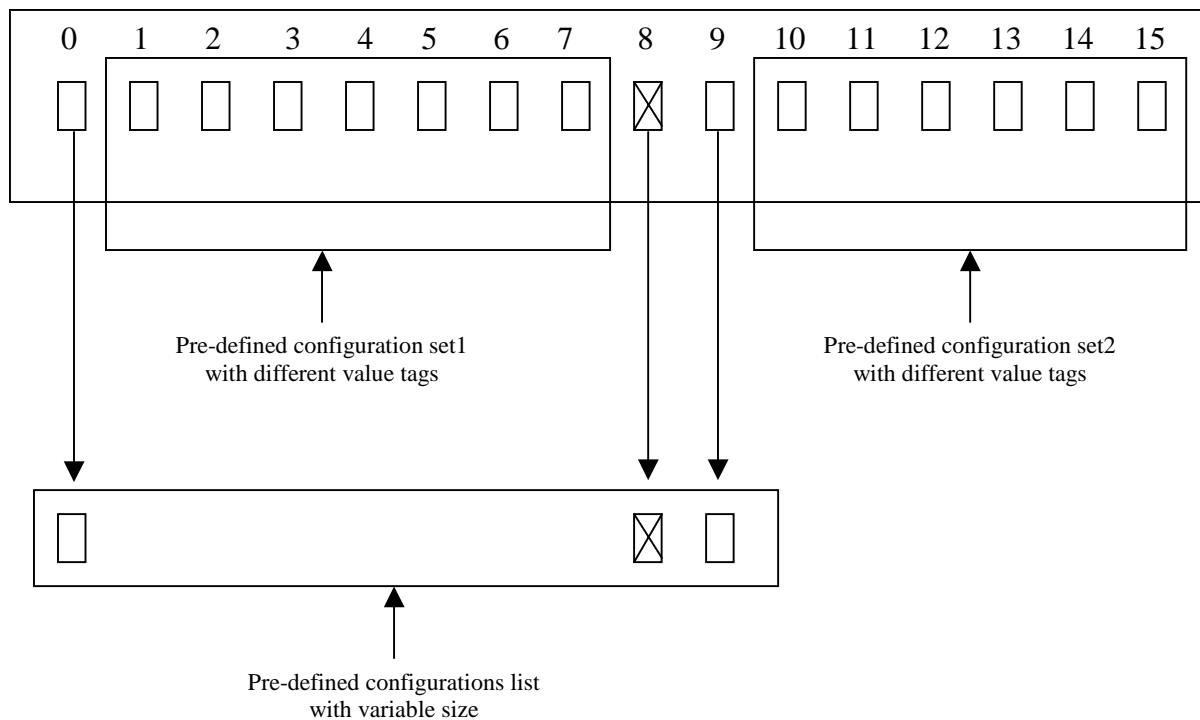 0 1 2 3 4 5 6 7 8 9 10 11 12 13 14 15
Pre-defined configuration set1
with different value tags
Pre-defined configuration set2
with different value tags
Pre-defined configurations list
with variable size